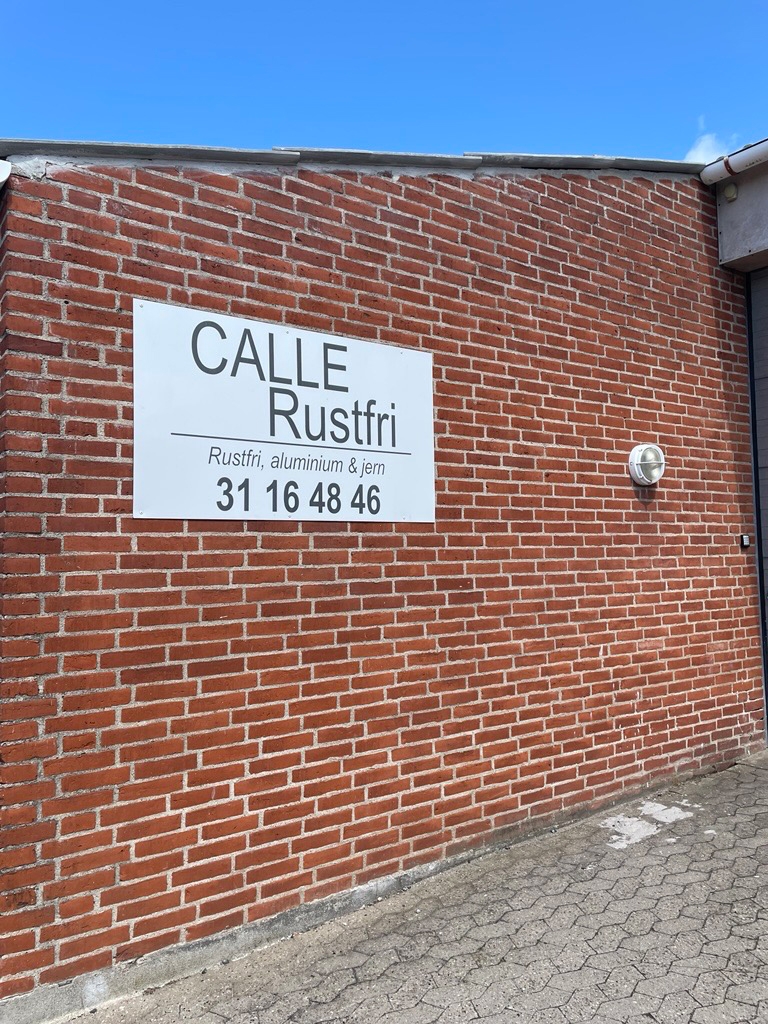 CALLE
Rustfri
Rustfri, aluminium & jern
31 16 48 46